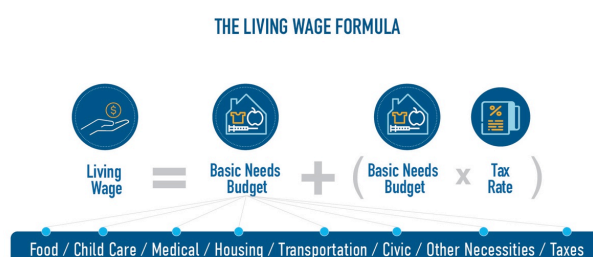 THE LIVING WAGE FORMULA
Living Wage = Basic Needs Budget + ( Basic Needs Budget x Tax Rate )
Food / Child Care / Medical / Housing / Transportation / Civic / Other Necessities / Taxes